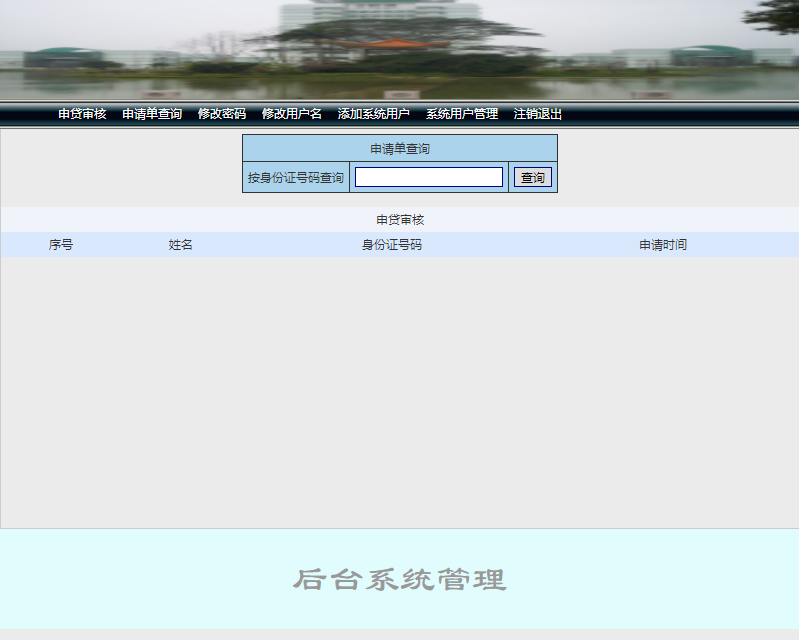 申贷审核 申请单查询 修改密码 修改用户名 添加系统用户 系统用户管理 注销退出
申请单查询
按身份证号码查询 查询
申贷审核
序号 姓名 身份证号码 申请时间
后台系统管理